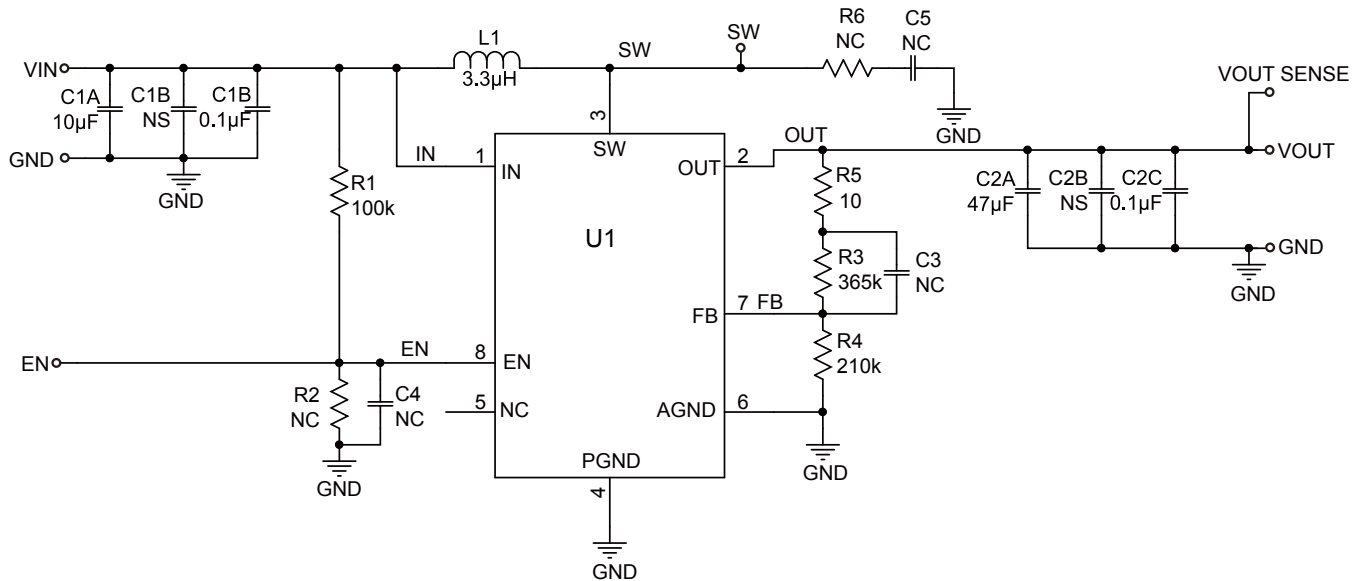 R6
NC
C5
NC
L1
3.3µH
SW
SW
VIN
VOUT SENSE
C1A
10µF
C1B
NS
C1B
0.1µF
GND
3
SW
GND
OUT
GND
IN
1
IN
OUT
2
VOUT
R1
100k
R5
10
C2A
47µF
C2B
NS
C2C
0.1µF
U1
R3
365k
C3
NC
GND
GND
FB
7
FB
R4
210k
EN
EN
8
EN
R2
NC
C4
NC
5
NC
AGND
6
PGND
GND
GND
4
GND